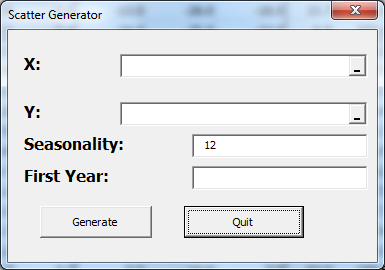 Scatter Generator
X:
Y:
Seasonality: 12
First Year:
Generate Quit